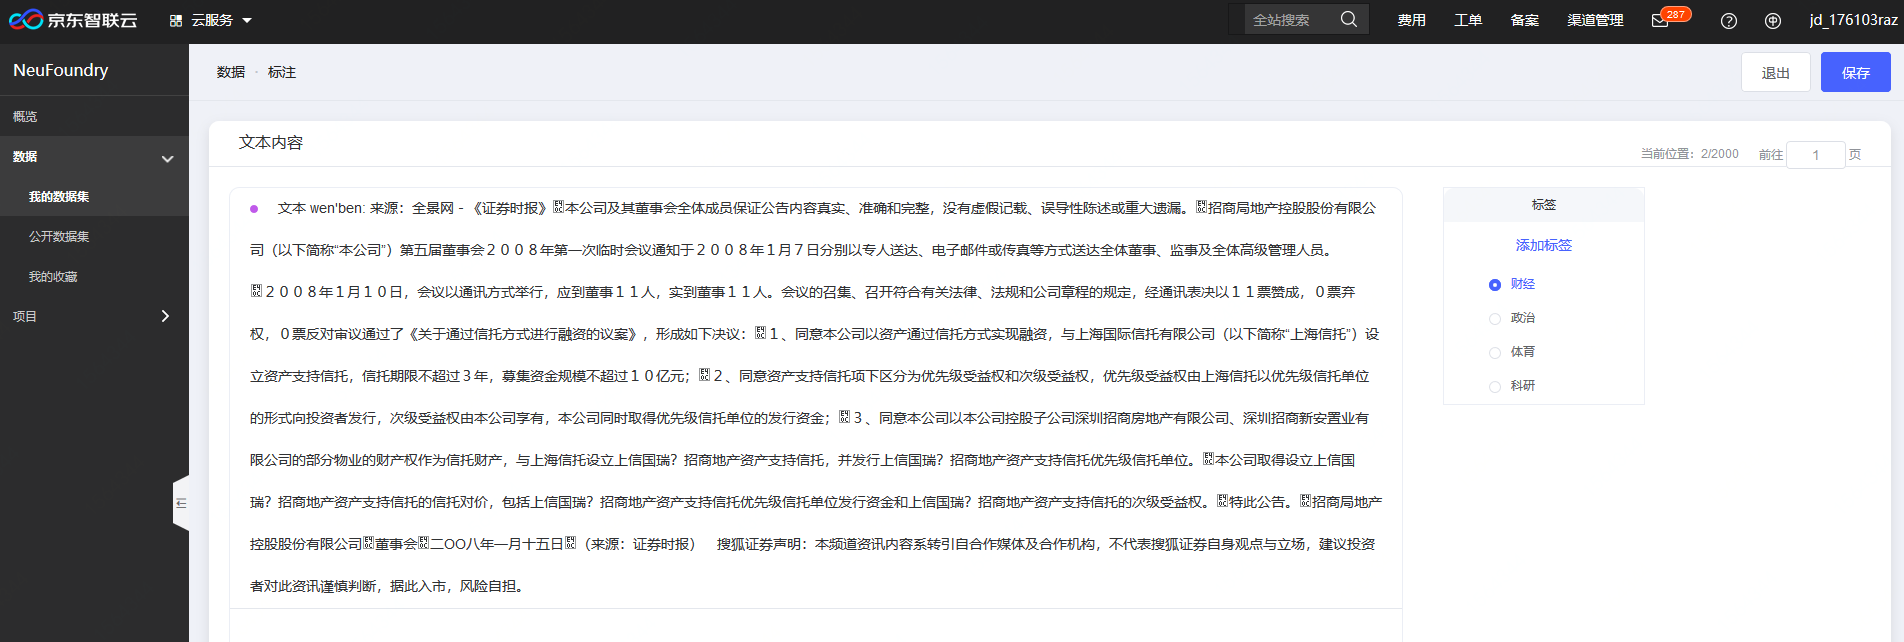 京东智联云
云服务
全站搜索
费用
工单
备案
渠道管理
287
jd_176103raz
NeuFoundry
概览
数据
我的数据集
公开数据集
我的收藏
项目
数据 · 标注
退出
保存
文本内容
当前位置：2/2000 前往 1 页
文本 wen'ben: 来源：全景网－《证券时报》本公司及其董事会全体成员保证公告内容真实、准确和完整，没有虚假记载、误导性陈述或重大遗漏。招商局地产控股股份有限公
司（以下简称“本公司”）第五届董事会２００８年第一次临时会议通知于２００８年１月７日分别以专人送达、电子邮件或传真等方式送达全体董事、监事及全体高级管理人员。
２００８年１月１０日，会议以通讯方式举行，应到董事１１人，实到董事１１人。会议的召集、召开符合有关法律、法规和公司章程的规定，经通讯表决以１１票赞成，０票弃
权，０票反对审议通过了《关于通过信托方式进行融资的议案》，形成如下决议：１、同意本公司以资产通过信托方式实现融资，与上海国际信托有限公司（以下简称“上海信托”）设
立资产支持信托，信托期限不超过３年，募集资金规模不超过１０亿元；２、同意资产支持信托项下区分为优先级受益权和次级受益权，优先级受益权由上海信托以优先级信托单位
的形式向投资者发行，次级受益权由本公司享有，本公司同时取得优先级信托单位的发行资金；３、同意本公司以本公司控股子公司深圳招商房地产有限公司、深圳招商新安置业有
限公司的部分物业的财产权作为信托财产，与上海信托设立上信国瑞？招商地产资产支持信托，并发行上信国瑞？招商地产资产支持信托优先级信托单位。本公司取得设立上信国
瑞？招商地产资产支持信托的信托对价，包括上信国瑞？招商地产资产支持信托优先级信托单位发行资金和上信国瑞？招商地产资产支持信托的次级受益权。特此公告。招商局地产
控股股份有限公司董事会二OO八年一月十五日（来源：证券时报） 搜狐证券声明：本频道资讯内容系转引自合作媒体及合作机构，不代表搜狐证券自身观点与立场，建议投资
者对此资讯谨慎判断，据此入市，风险自担。
标签
添加标签
财经
政治
体育
科研